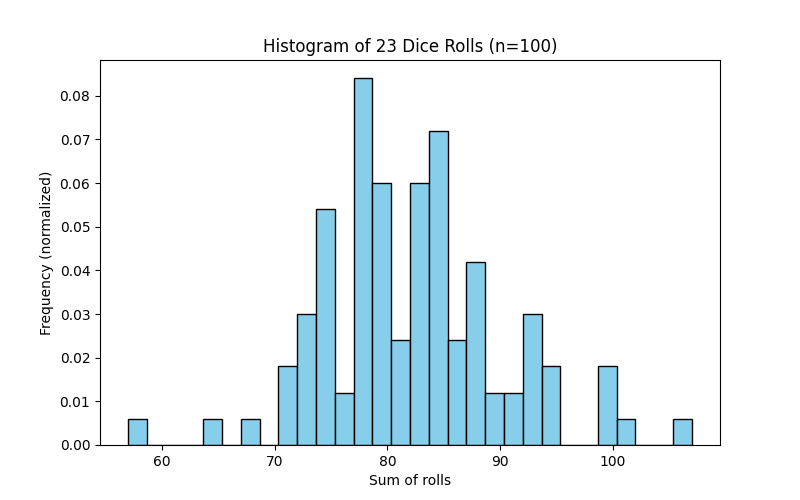 Histogram of 23 Dice Rolls (n=100)
Frequency (normalized)
0.08
0.07
0.06
0.05
0.04
0.03
0.02
0.01
0.00
60 70 80 90 100
Sum of rolls